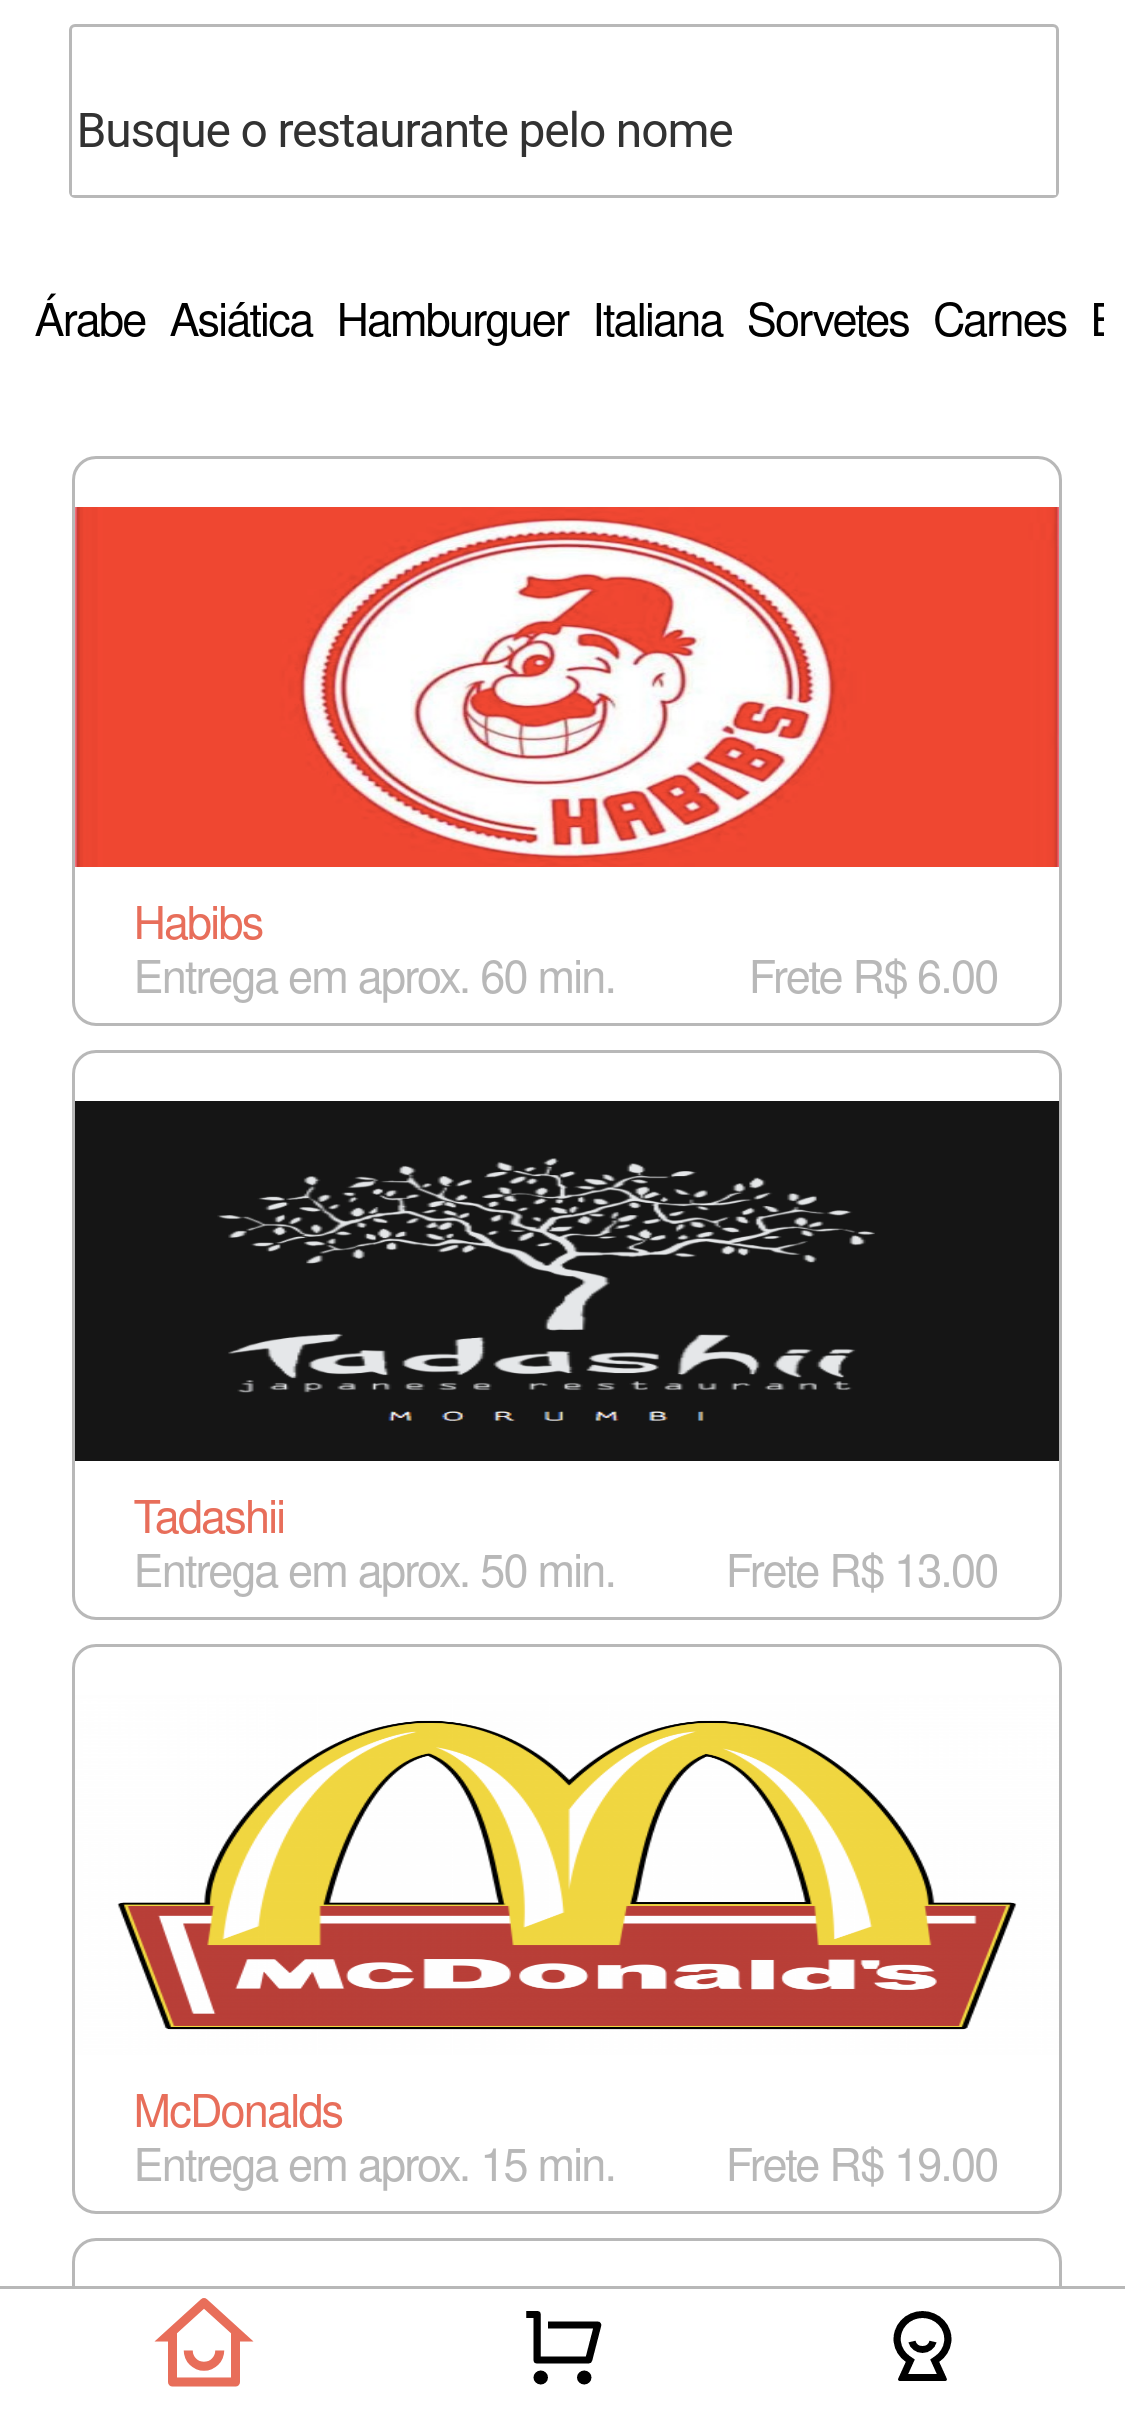 Busque o restaurante pelo nome
Árabe Asiática Hamburguer Italiana Sorvetes Carnes
HABIB'S
Habibs
Entrega em aprox. 60 min. Frete R$ 6.00
Tadashii
japanese restaurant
MORUMBI
Tadashii
Entrega em aprox. 50 min. Frete R$ 13.00
McDonald's
McDonalds
Entrega em aprox. 15 min. Frete R$ 19.00